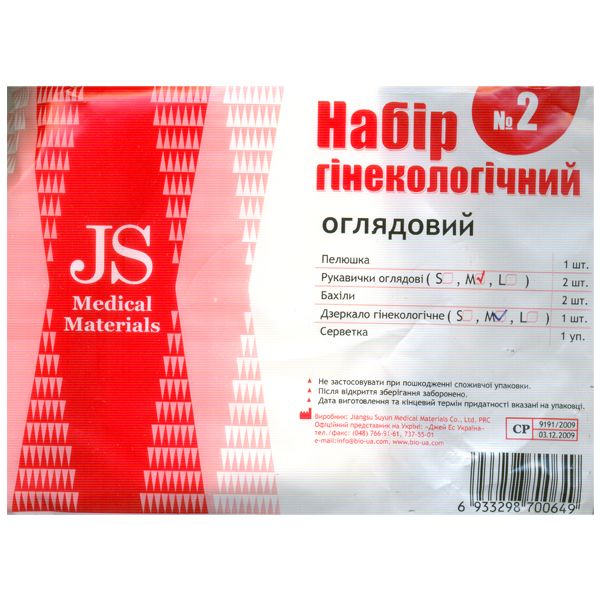 Набір
№ 2
гінекологічний
оглядовий
Пелюшка 1 шт.
Рукавички оглядові ( S , M , L ) 2 шт.
Бахіли 2 шт.
Дзеркало гінекологічне ( S , M , L ) 1 шт.
Серветка 1 уп.
JS
Medical
Materials
Не застосовувати при пошкодженні споживчої упаковки.
Після відкриття зберігання заборонено.
Дата виготовлення та кінцевий термін придатності вказані на упаковці.
Виробник: Jiangsu Suyun Medical Materials Co., Ltd, PRC
Офіційний представник на Україні: «Джей Ес Україна»
тел./факс: (048) 766-91-61, 737-55-01
e-mail:info@bio-ua.com, www.bio-ua.com
СР
9191/2009
03.12.2009
6 933298 700649